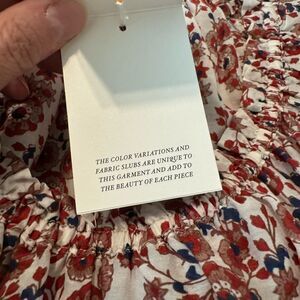 THE COLOR VARIATIONS AND
FABRIC SLUBS ARE UNIQUE TO
THIS GARMENT AND ADD TO
THE BEAUTY OF EACH PIECE